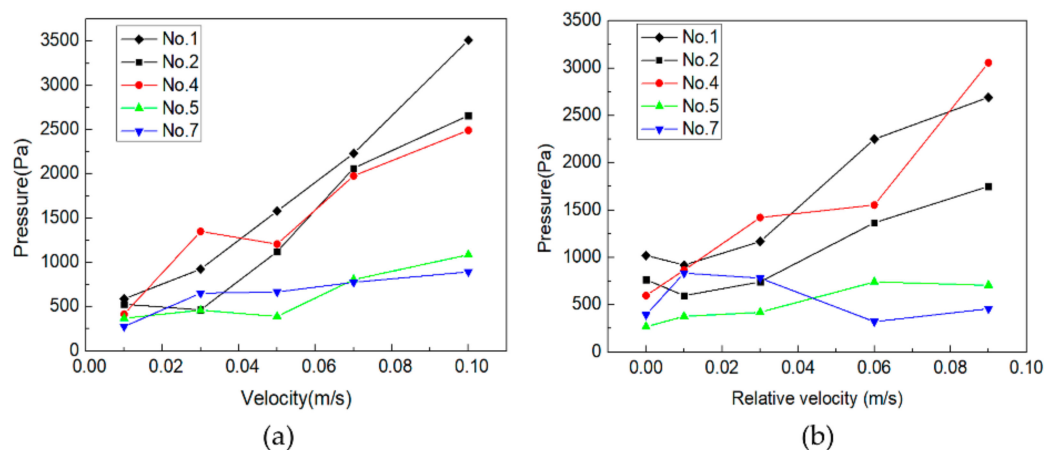 3500
3000
2500
2000
1500
1000
500
0
Pressure(Pa)
No.1
No.2
No.4
No.5
No.7
0.00 0.02 0.04 0.06 0.08 0.10
Velocity(m/s)
(a)
3500
3000
2500
2000
1500
1000
500
0
Pressure(Pa)
No.1
No.2
No.4
No.5
No.7
0.00 0.02 0.04 0.06 0.08 0.10
Relative velocity (m/s)
(b)